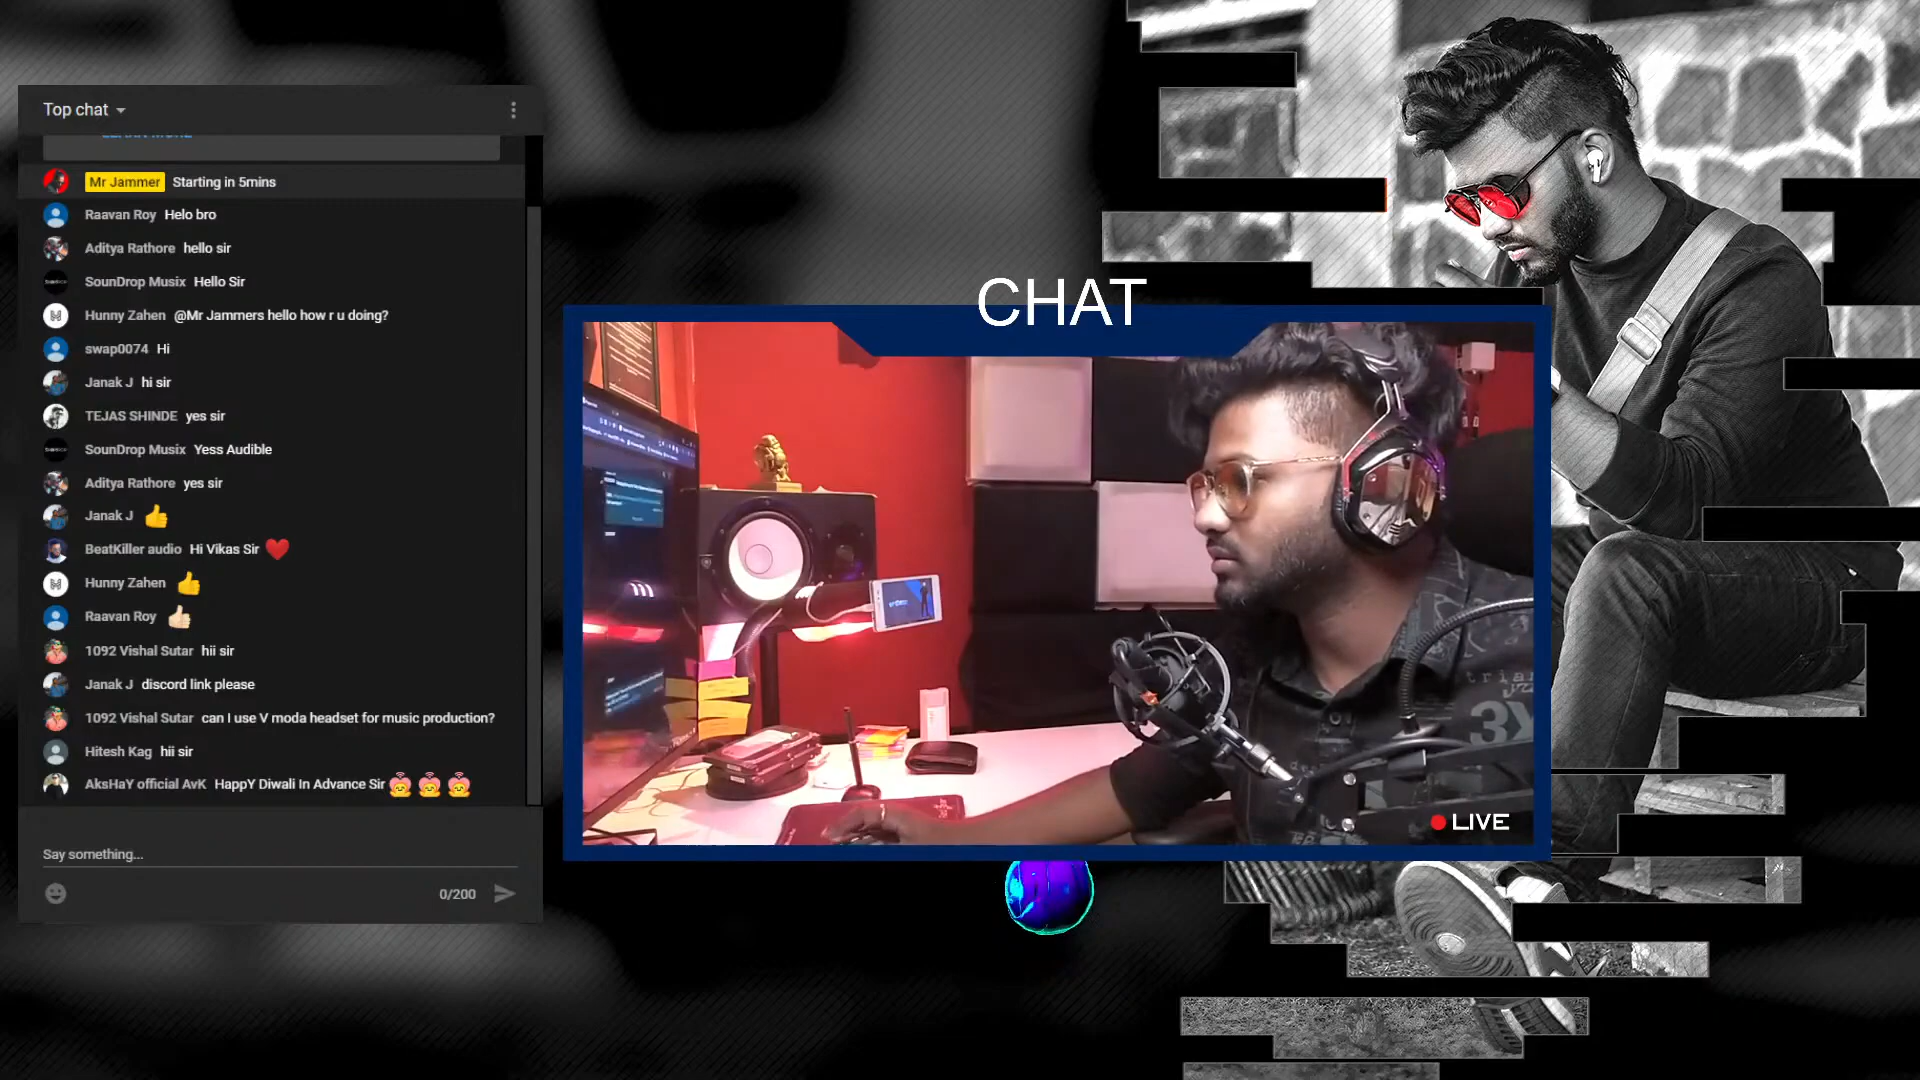 Top chat
Mr Jammer Starting in 5mins
Raavan Roy Helo bro
Aditya Rathore hello sir
SounDrop Musix Hello Sir
Hunny Zahen @Mr Jammers hello how r u doing?
swap0074 Hi
Janak J hi sir
TEJAS SHINDE yes sir
SounDrop Musix Yess Audible
Aditya Rathore yes sir
Janak J 👍
BeatKiller audio Hi Vikas Sir ❤️
Hunny Zahen 👍
Raavan Roy 👍🏻
1092 Vishal Sutar hii sir
Janak J discord link please
1092 Vishal Sutar can I use V moda headset for music production?
Hitesh Kag hii sir
AksHaY official AvK HappY Diwali In Advance Sir
Say something...
0/200
CHAT
3X
LIVE